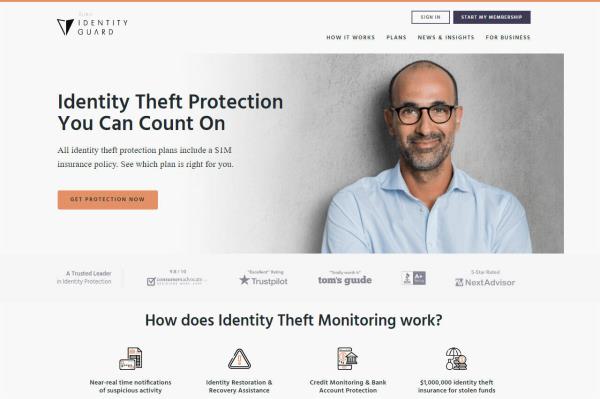 IDENTITY
GUARD
SIGN IN
START MY MEMBERSHIP
HOW IT WORKS
PLANS
NEWS & INSIGHTS
FOR BUSINESS
Identity Theft Protection
You Can Count On
All identity theft protection plans include a $1M
insurance policy. See which plan is right for you.
GET PROTECTION NOW
A Trusted Leader
in Identity Protection
9.8 / 10
consumersadvocate
"Excellent" Rating
Trustpilot
"Totally worth it"
tom's guide
BBB
A+
5-Star Rated
NextAdvisor
How does Identity Theft Monitoring work?
Near-real time notifications
of suspicious activity
Identity Restoration &
Recovery Assistance
Credit Monitoring & Bank
Account Protection
$1,000,000 identity theft
insurance for stolen funds